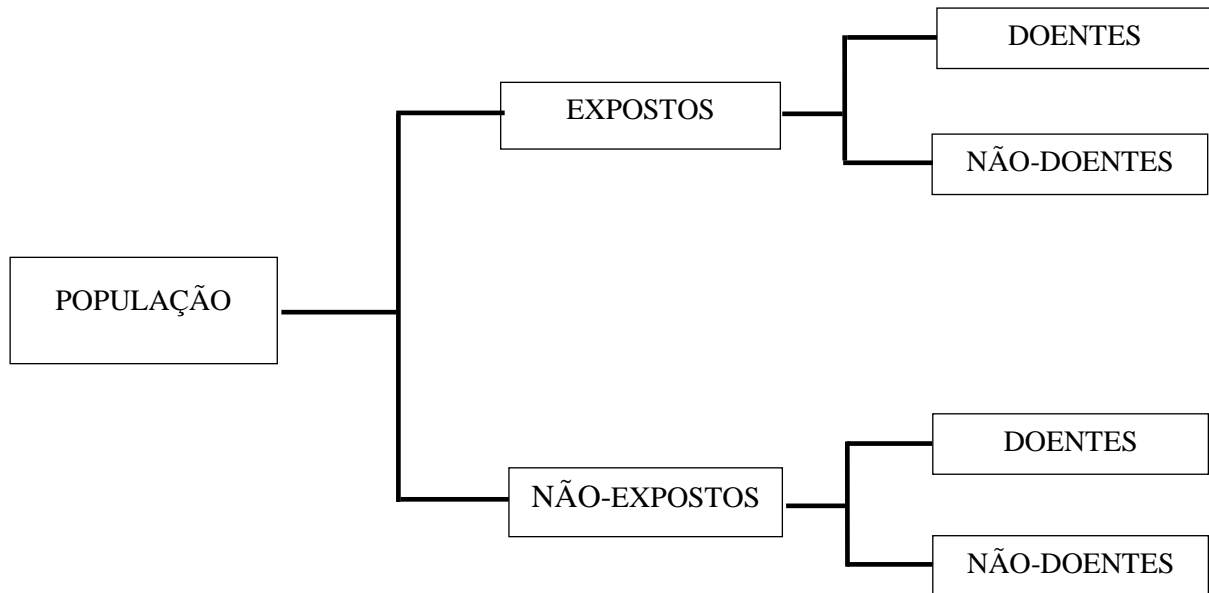 DOENTES
EXPOSTOS
NÃO-DOENTES
POPULAÇÃO
DOENTES
NÃO-EXPOSTOS
NÃO-DOENTES